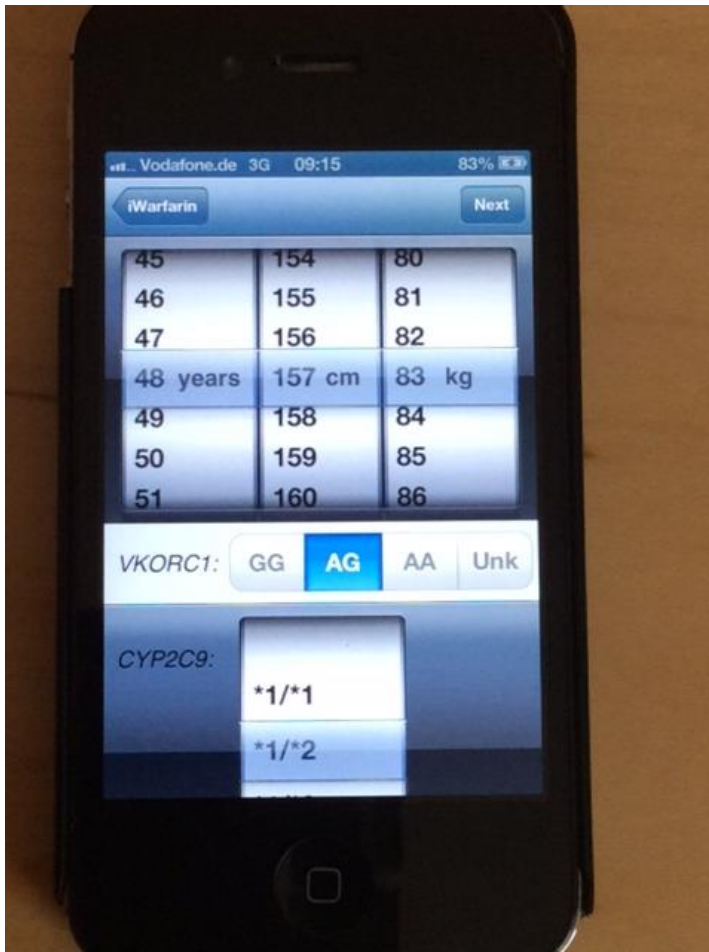 Vodafone.de 3G 09:15 83%
iWarfarin Next
45 154 80
46 155 81
47 156 82
48 years 157 cm 83 kg
49 158 84
50 159 85
51 160 86
VKORC1: GG AG AA Unk
CYP2C9:
*1/*1
*1/*2